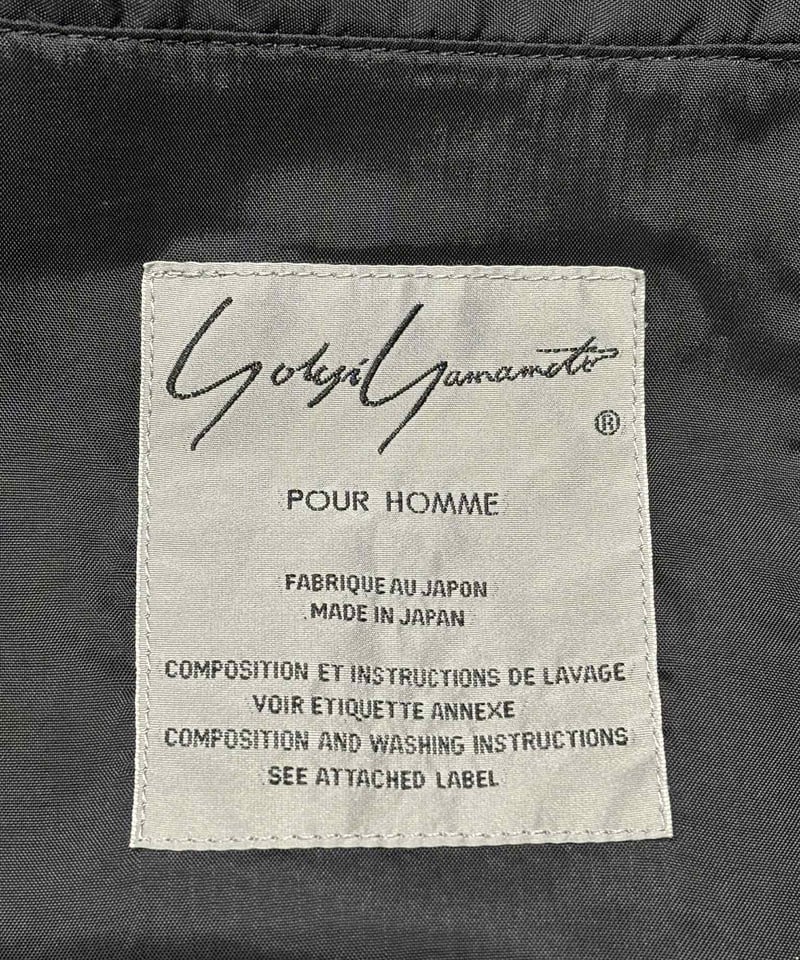 Yohji Yamamoto
®
POUR HOMME
FABRIQUE AU JAPON
MADE IN JAPAN
COMPOSITION ET INSTRUCTIONS DE LAVAGE
VOIR ETIQUETTE ANNEXE
COMPOSITION AND WASHING INSTRUCTIONS
SEE ATTACHED LABEL